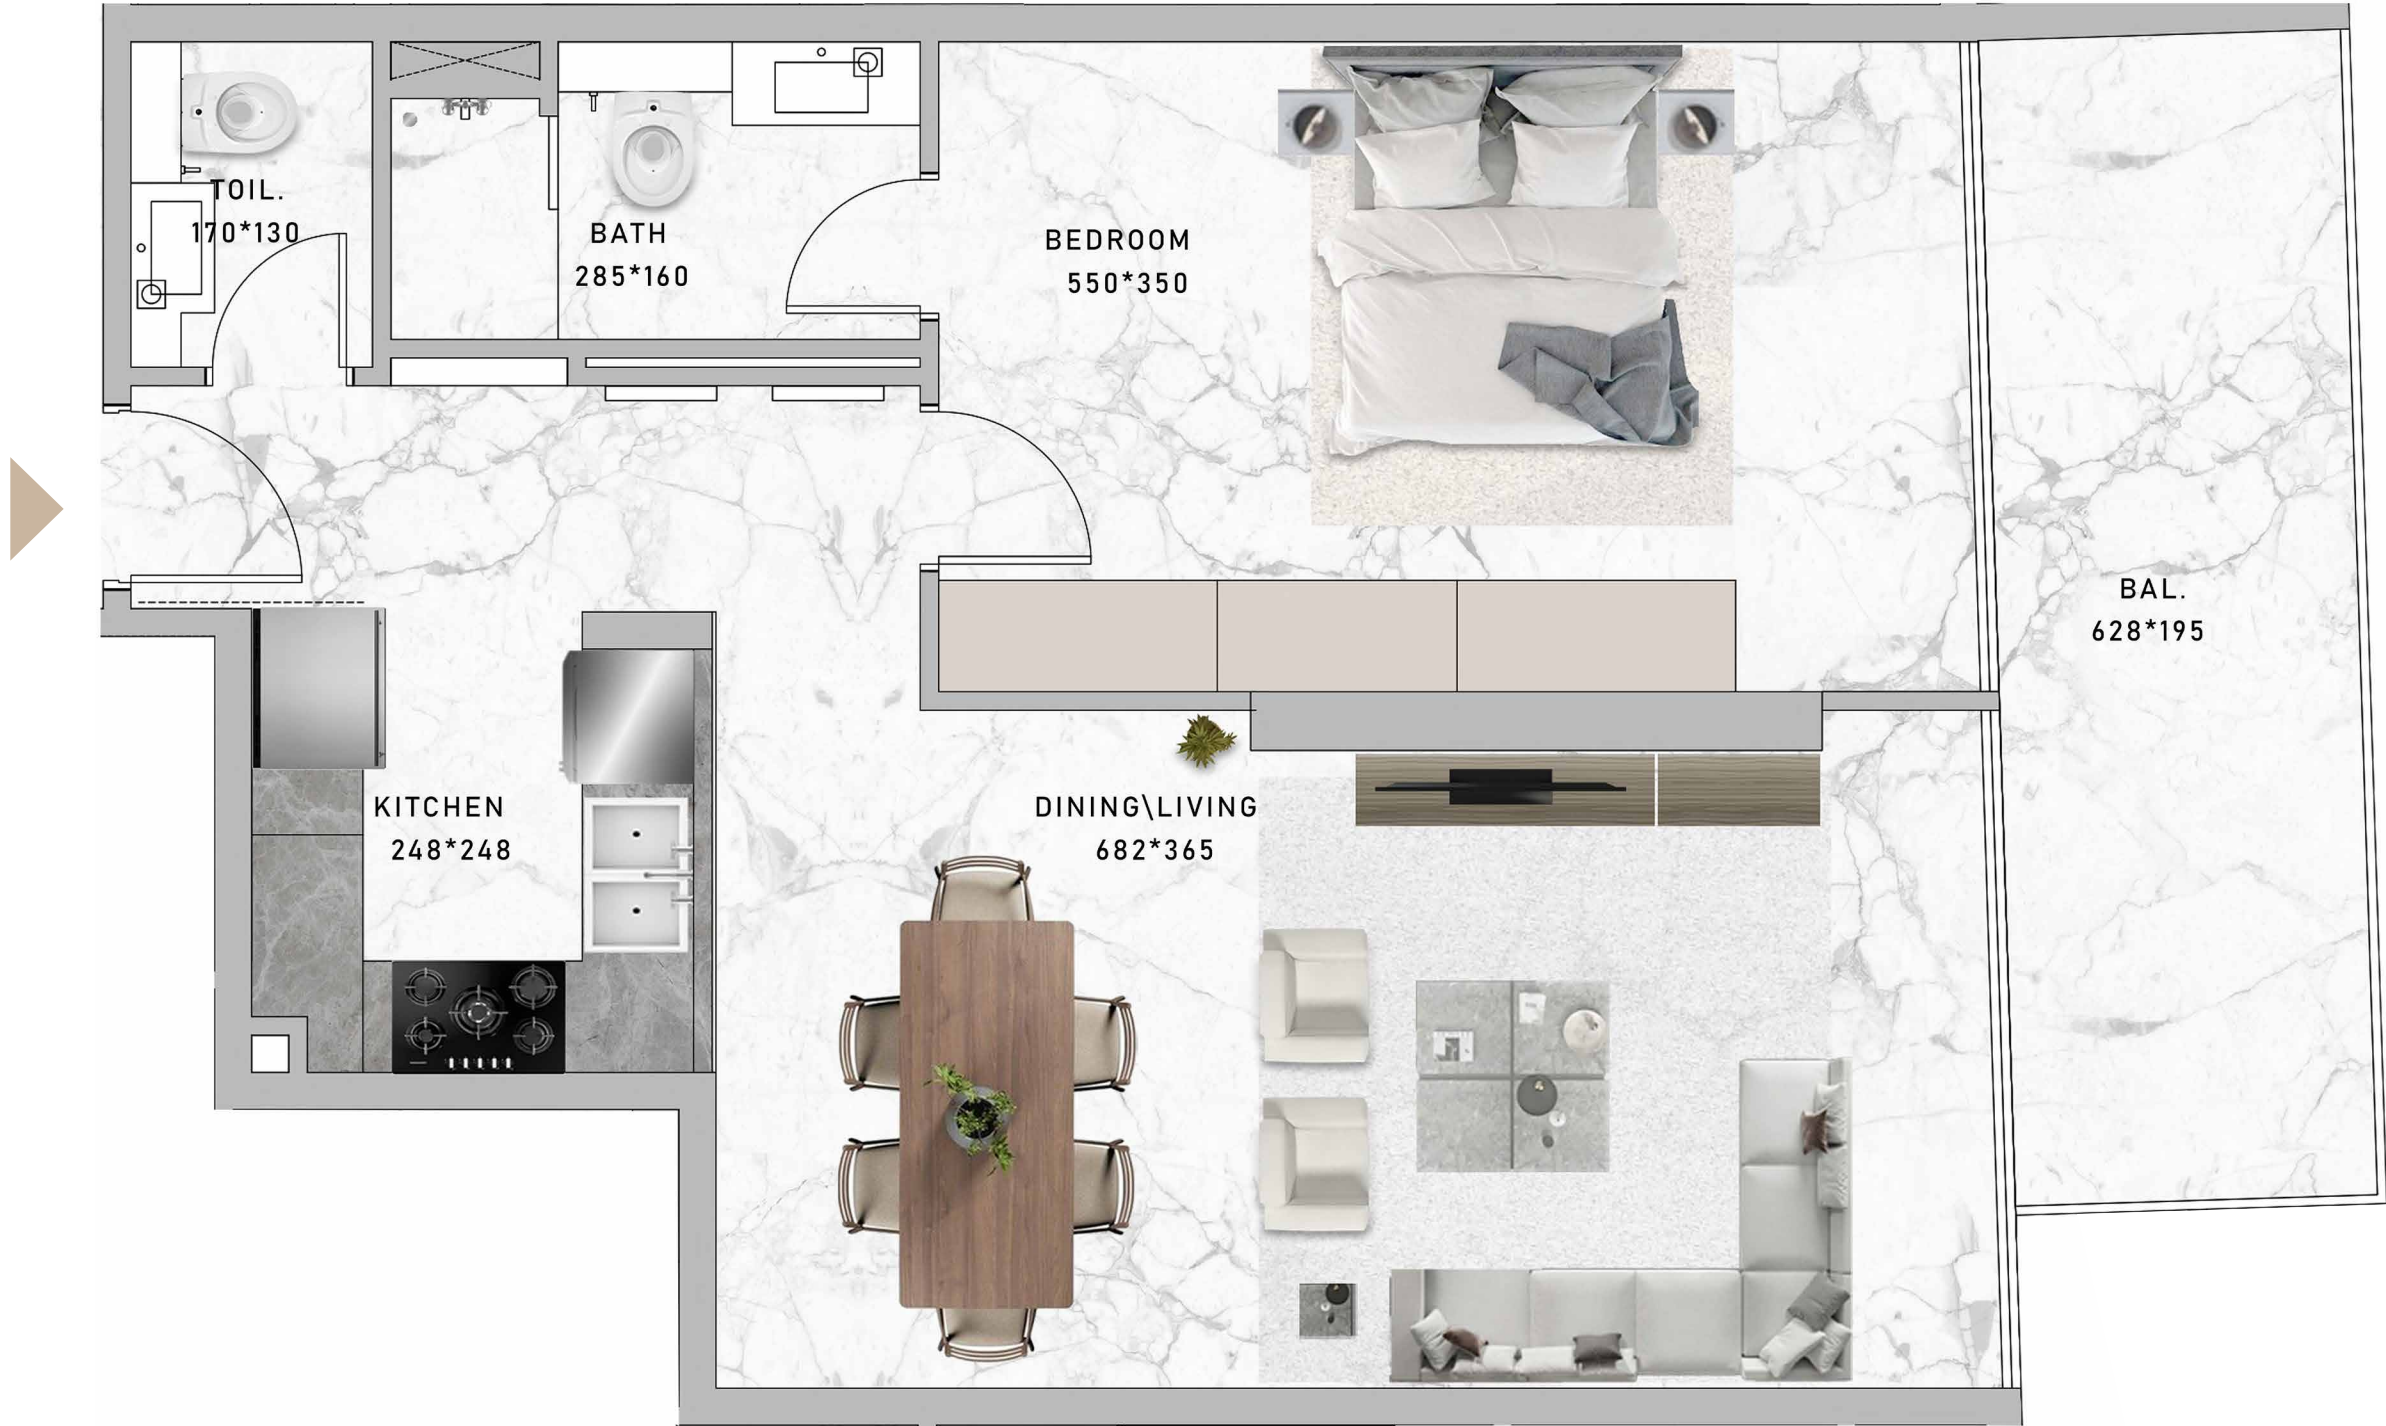 TOIL.
170*130
BATH
285*160
BEDROOM
550*350
BAL.
628*195
KITCHEN
248*248
DINING\LIVING
682*365